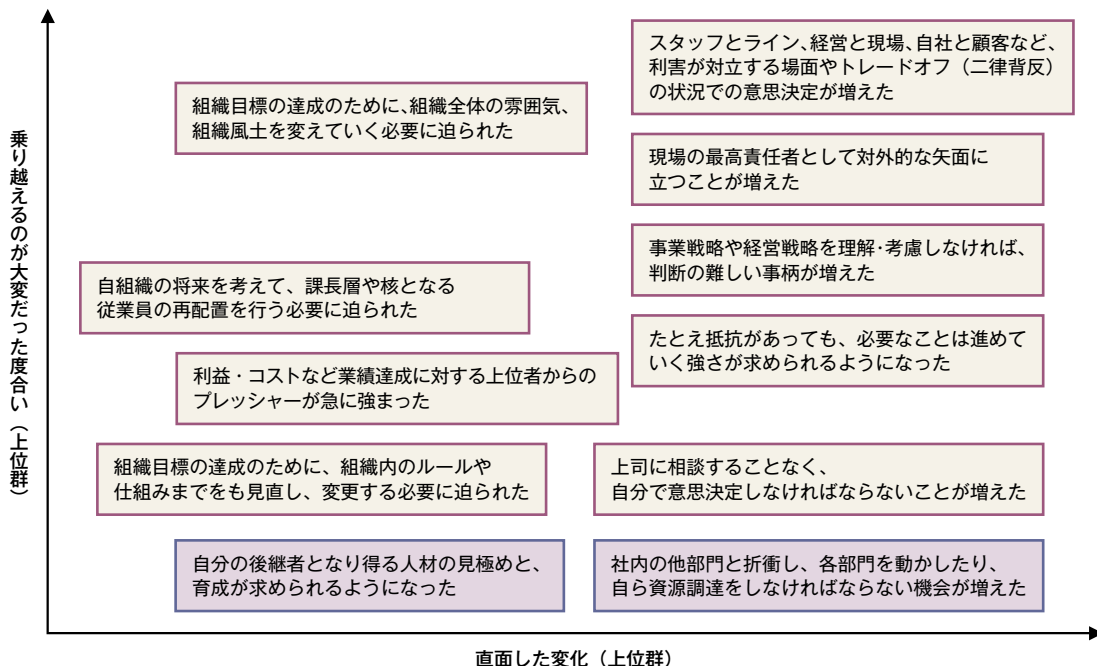 乗り越えるのが大変だった度合い（上位群）
スタッフとライン、経営と現場、自社と顧客など、
利害が対立する場面やトレードオフ（二律背反）
の状況での意思決定が増えた
組織目標の達成のために、組織全体の雰囲気、
組織風土を変えていく必要に迫られた
現場の最高責任者として対外的な矢面に
立つことが増えた
事業戦略や経営戦略を理解・考慮しなければ、
判断の難しい事柄が増えた
自組織の将来を考えて、課長層や核となる
従業員の再配置を行う必要に迫られた
たとえ抵抗があっても、必要なことは進めて
いく強さが求められるようになった
利益・コストなど業績達成に対する上位者からの
プレッシャーが急に強まった
組織目標の達成のために、組織内のルールや
仕組みまでをも見直し、変更する必要に迫られた
上司に相談することなく、
自分で意思決定しなければならないことが増えた
自分の後継者となり得る人材の見極めと、
育成が求められるようになった
社内の他部門と折衝し、各部門を動かしたり、
自ら資源調達をしなければならない機会が増えた
直面した変化（上位群）